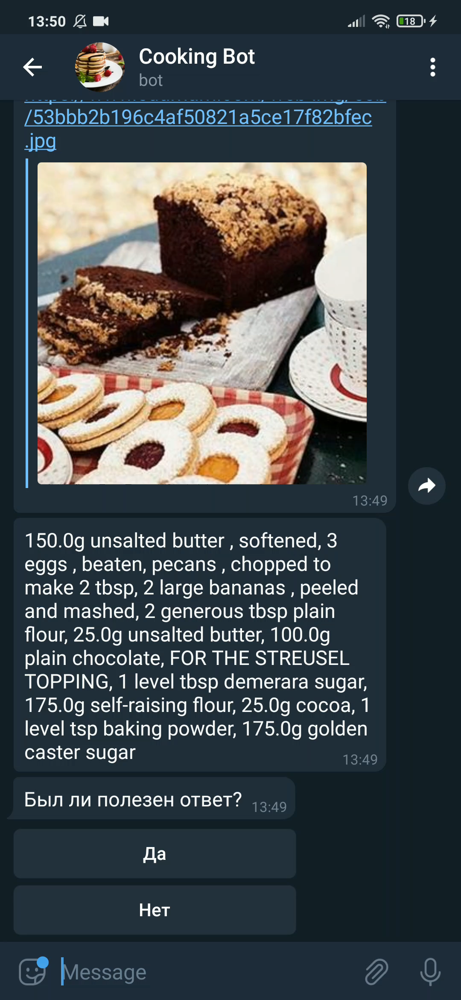 13:50
18
Cooking Bot
bot
/53bbb2b196c4af50821a5ce17f82bfec
.jpg
13:49
150.0g unsalted butter , softened, 3
eggs , beaten, pecans , chopped to
make 2 tbsp, 2 large bananas , peeled
and mashed, 2 generous tbsp plain
flour, 25.0g unsalted butter, 100.0g
plain chocolate, FOR THE STREUSEL
TOPPING, 1 level tbsp demerara sugar,
175.0g self-raising flour, 25.0g cocoa, 1
level tsp baking powder, 175.0g golden
caster sugar
13:49
Был ли полезен ответ?
13:49
Да
Нет
Message